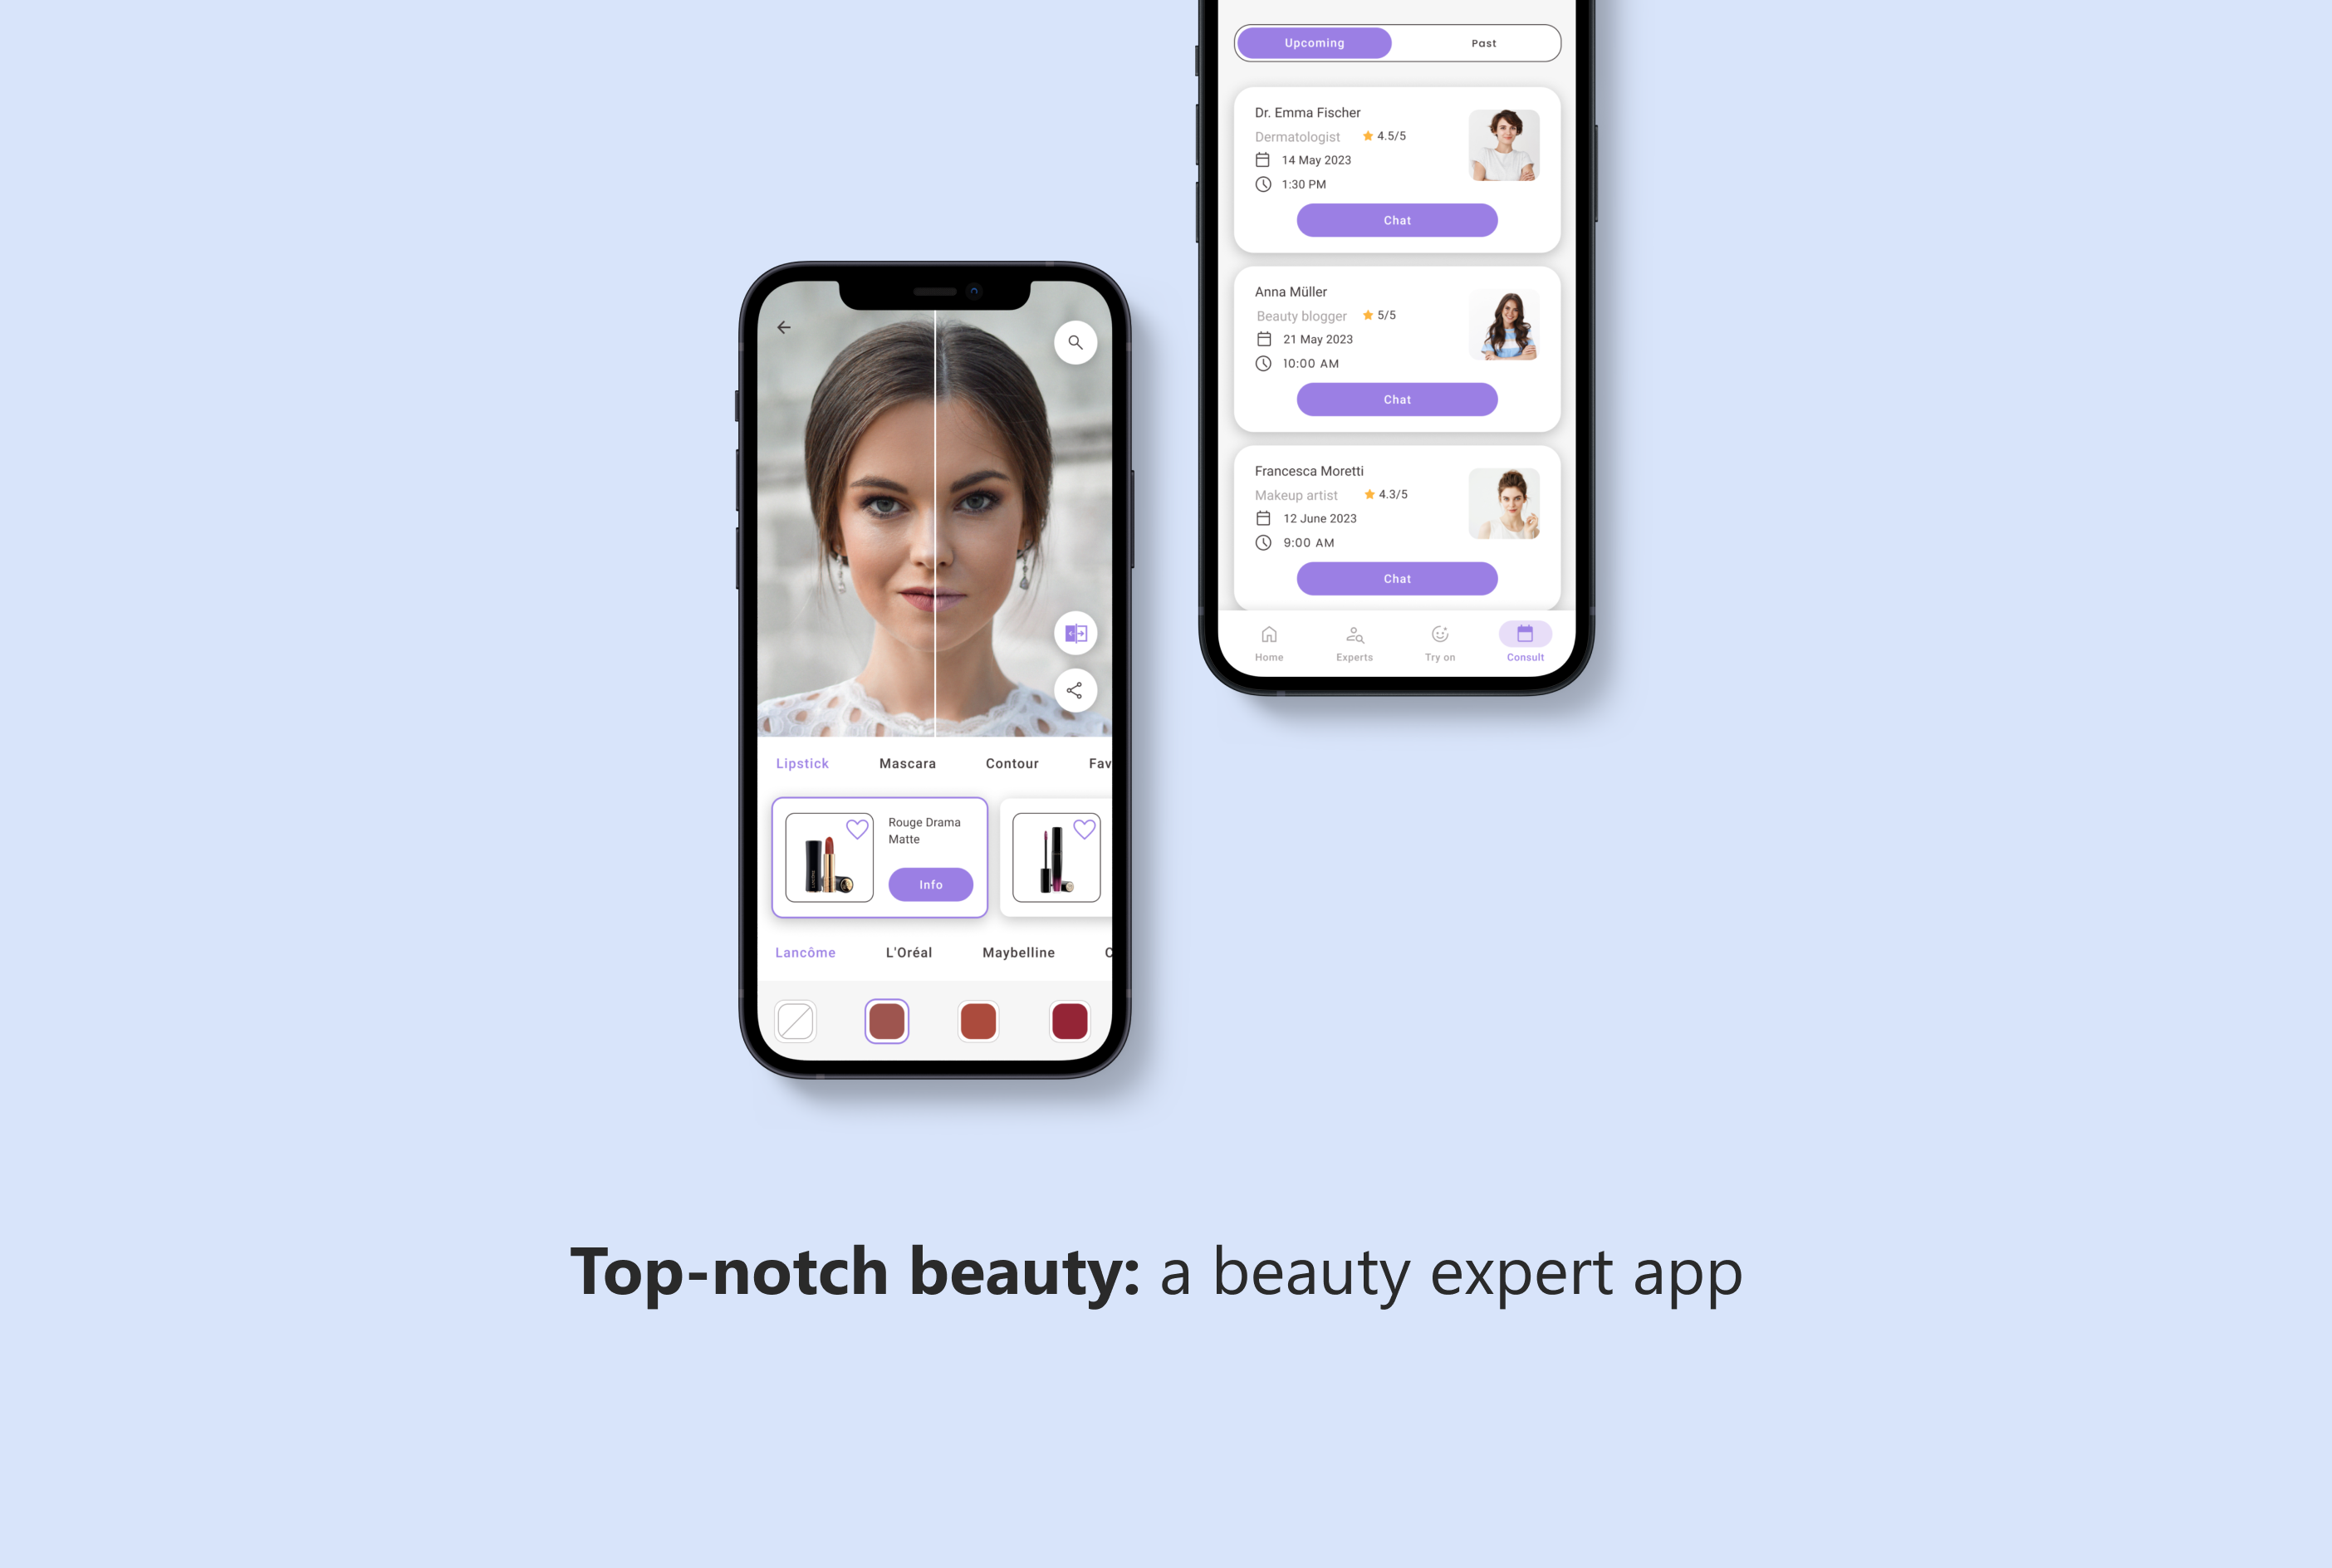 Upcoming
Past
Dr. Emma Fischer
Dermatologist
4.5/5
14 May 2023
1:30 PM
Chat
Anna Müller
Beauty blogger
5/5
21 May 2023
10:00 AM
Chat
Francesca Moretti
Makeup artist
4.3/5
12 June 2023
9:00 AM
Chat
Home
Experts
Try on
Consult
Lipstick
Mascara
Contour
Fav
Rouge Drama
Matte
Info
Lancôme
L'Oréal
Maybelline
C
Top-notch beauty: a beauty expert app